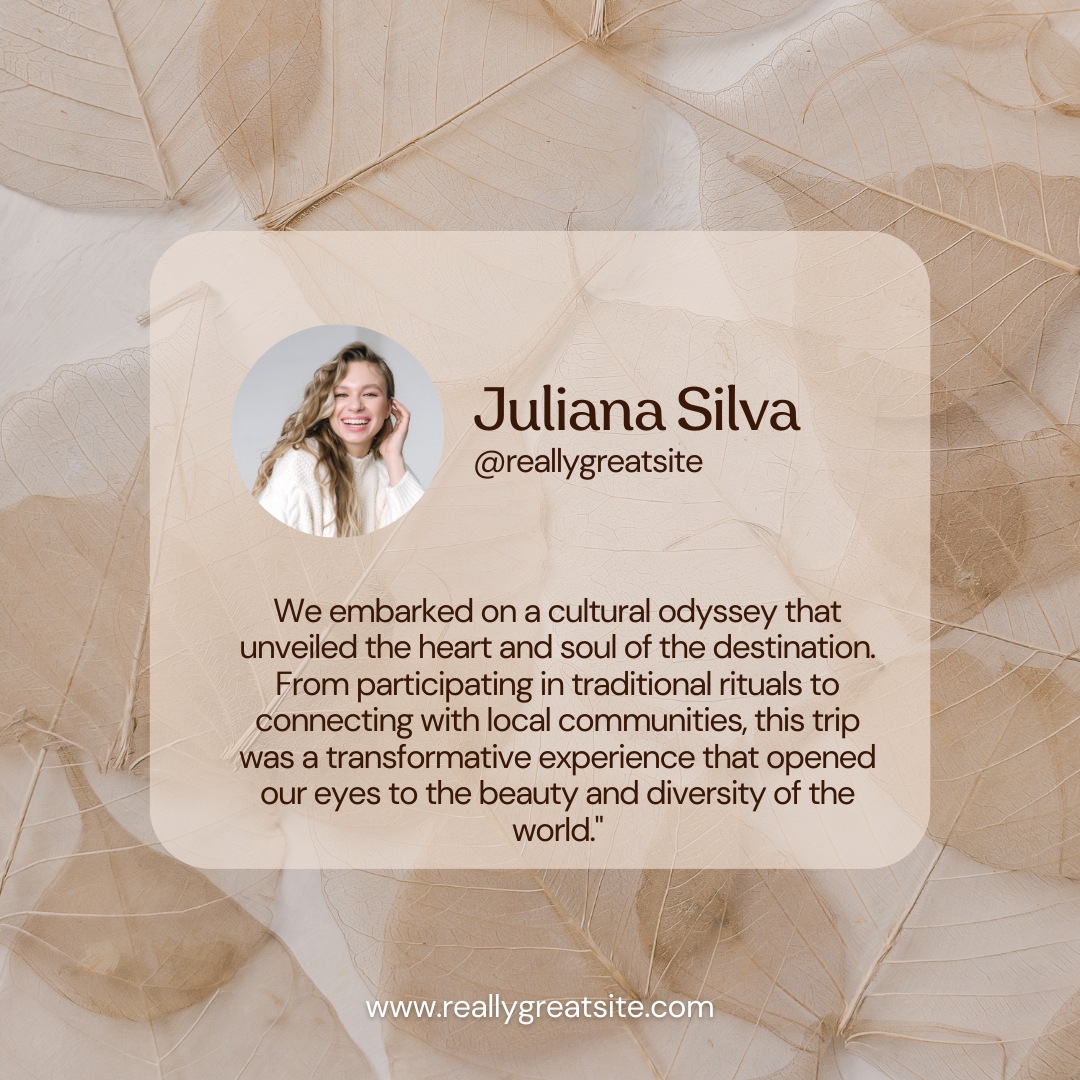 Juliana Silva
@reallygreatsite
We embarked on a cultural odyssey that
unveiled the heart and soul of the destination.
From participating in traditional rituals to
connecting with local communities, this trip
was a transformative experience that opened
our eyes to the beauty and diversity of the
world."
www.reallygreatsite.com